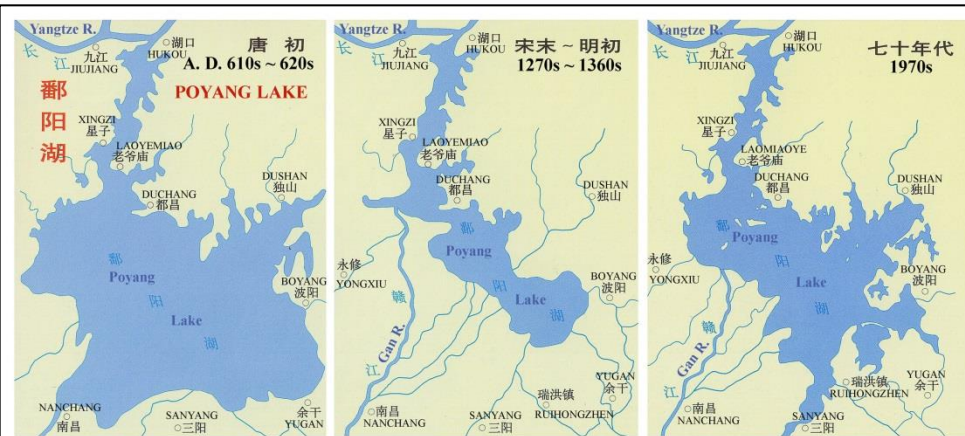 Yangtze R.
长
江
九江
JIUJIANG
湖口
HUKOU
唐 初
A. D. 610s ~ 620s
POYANG LAKE
鄱
阳
湖
XINGZI
星子
LAOYEMIAO
老爷庙
DUCHANG
都昌
DUSHAN
独山
鄱
Poyang
阳
Lake
湖
BOYANG
波阳
NANCHANG
南昌
SANYANG
三阳
余干
YUGAN
Yangtze R.
长
江
九江
JIUJIANG
湖口
HUKOU
宋末 ~ 明初
1270s ~ 1360s
XINGZI
星子
LAOYEMIAO
老爷庙
DUCHANG
都昌
DUSHAN
独山
鄱
Poyang
阳
Lake
湖
永修
YONGXIU
BOYANG
波阳
赣
Gan R.
江
瑞洪镇
RUIHONGZHEN
YUGAN
余干
南昌
NANCHANG
SANYANG
三阳
Yangtze R.
长
江
九江
JIUJIANG
湖口
HUKOU
七十年代
1970s
XINGZI
星子
LAOMIAOYE
老爷庙
DUCHANG
都昌
DUSHAN
独山
鄱
Poyang
阳
Lake
湖
永修
YONGXIU
BOYANG
波阳
赣
Gan R.
江
瑞洪镇
RUIHONGZHEN
YUGAN
余干
南昌
NANCHANG
SANYANG
三阳